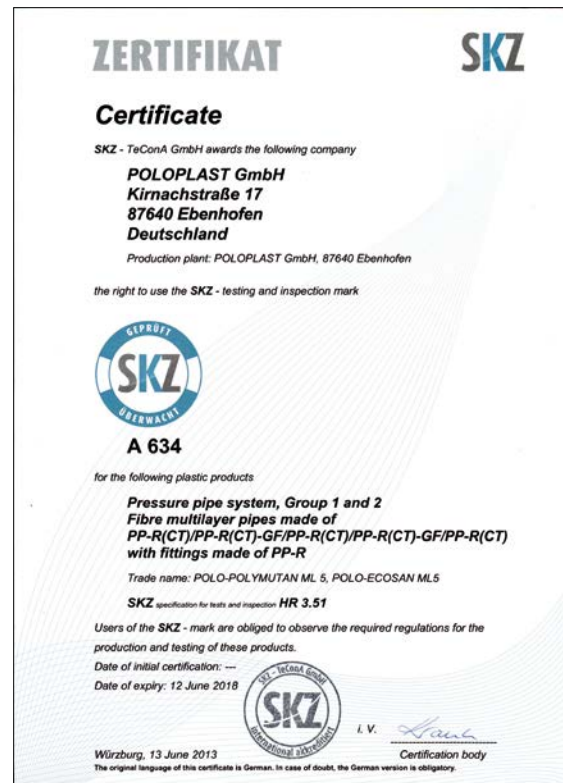 ZERTIFIKAT
SKZ
Certificate
SKZ - TeConA GmbH awards the following company
POLOPLAST GmbH
Kirnachstraße 17
87640 Ebenhofen
Deutschland
Production plant: POLOPLAST GmbH, 87640 Ebenhofen
the right to use the SKZ - testing and inspection mark
GEPRÜFT
SKZ
ÜBERWACHT
A 634
for the following plastic products
Pressure pipe system, Group 1 and 2
Fibre multilayer pipes made of
PP-R(CT)/PP-R(CT)-GF/PP-R(CT)/PP-R(CT)-GF/PP-R(CT)
with fittings made of PP-R
Trade name: POLO-POLYMUTAN ML 5, POLO-ECOSAN ML5
SKZ specification for tests and inspection HR 3.51
Users of the SKZ - mark are obliged to observe the required regulations for the
production and testing of these products.
Date of initial certification: ---
Date of expiry: 12 June 2018
SKZ - TeConA GmbH
SKZ
international akkreditiert
i. V.
Würzburg, 13 June 2013
Certification body
The original language of this certificate is German. In case of doubt, the German version is obligatory.